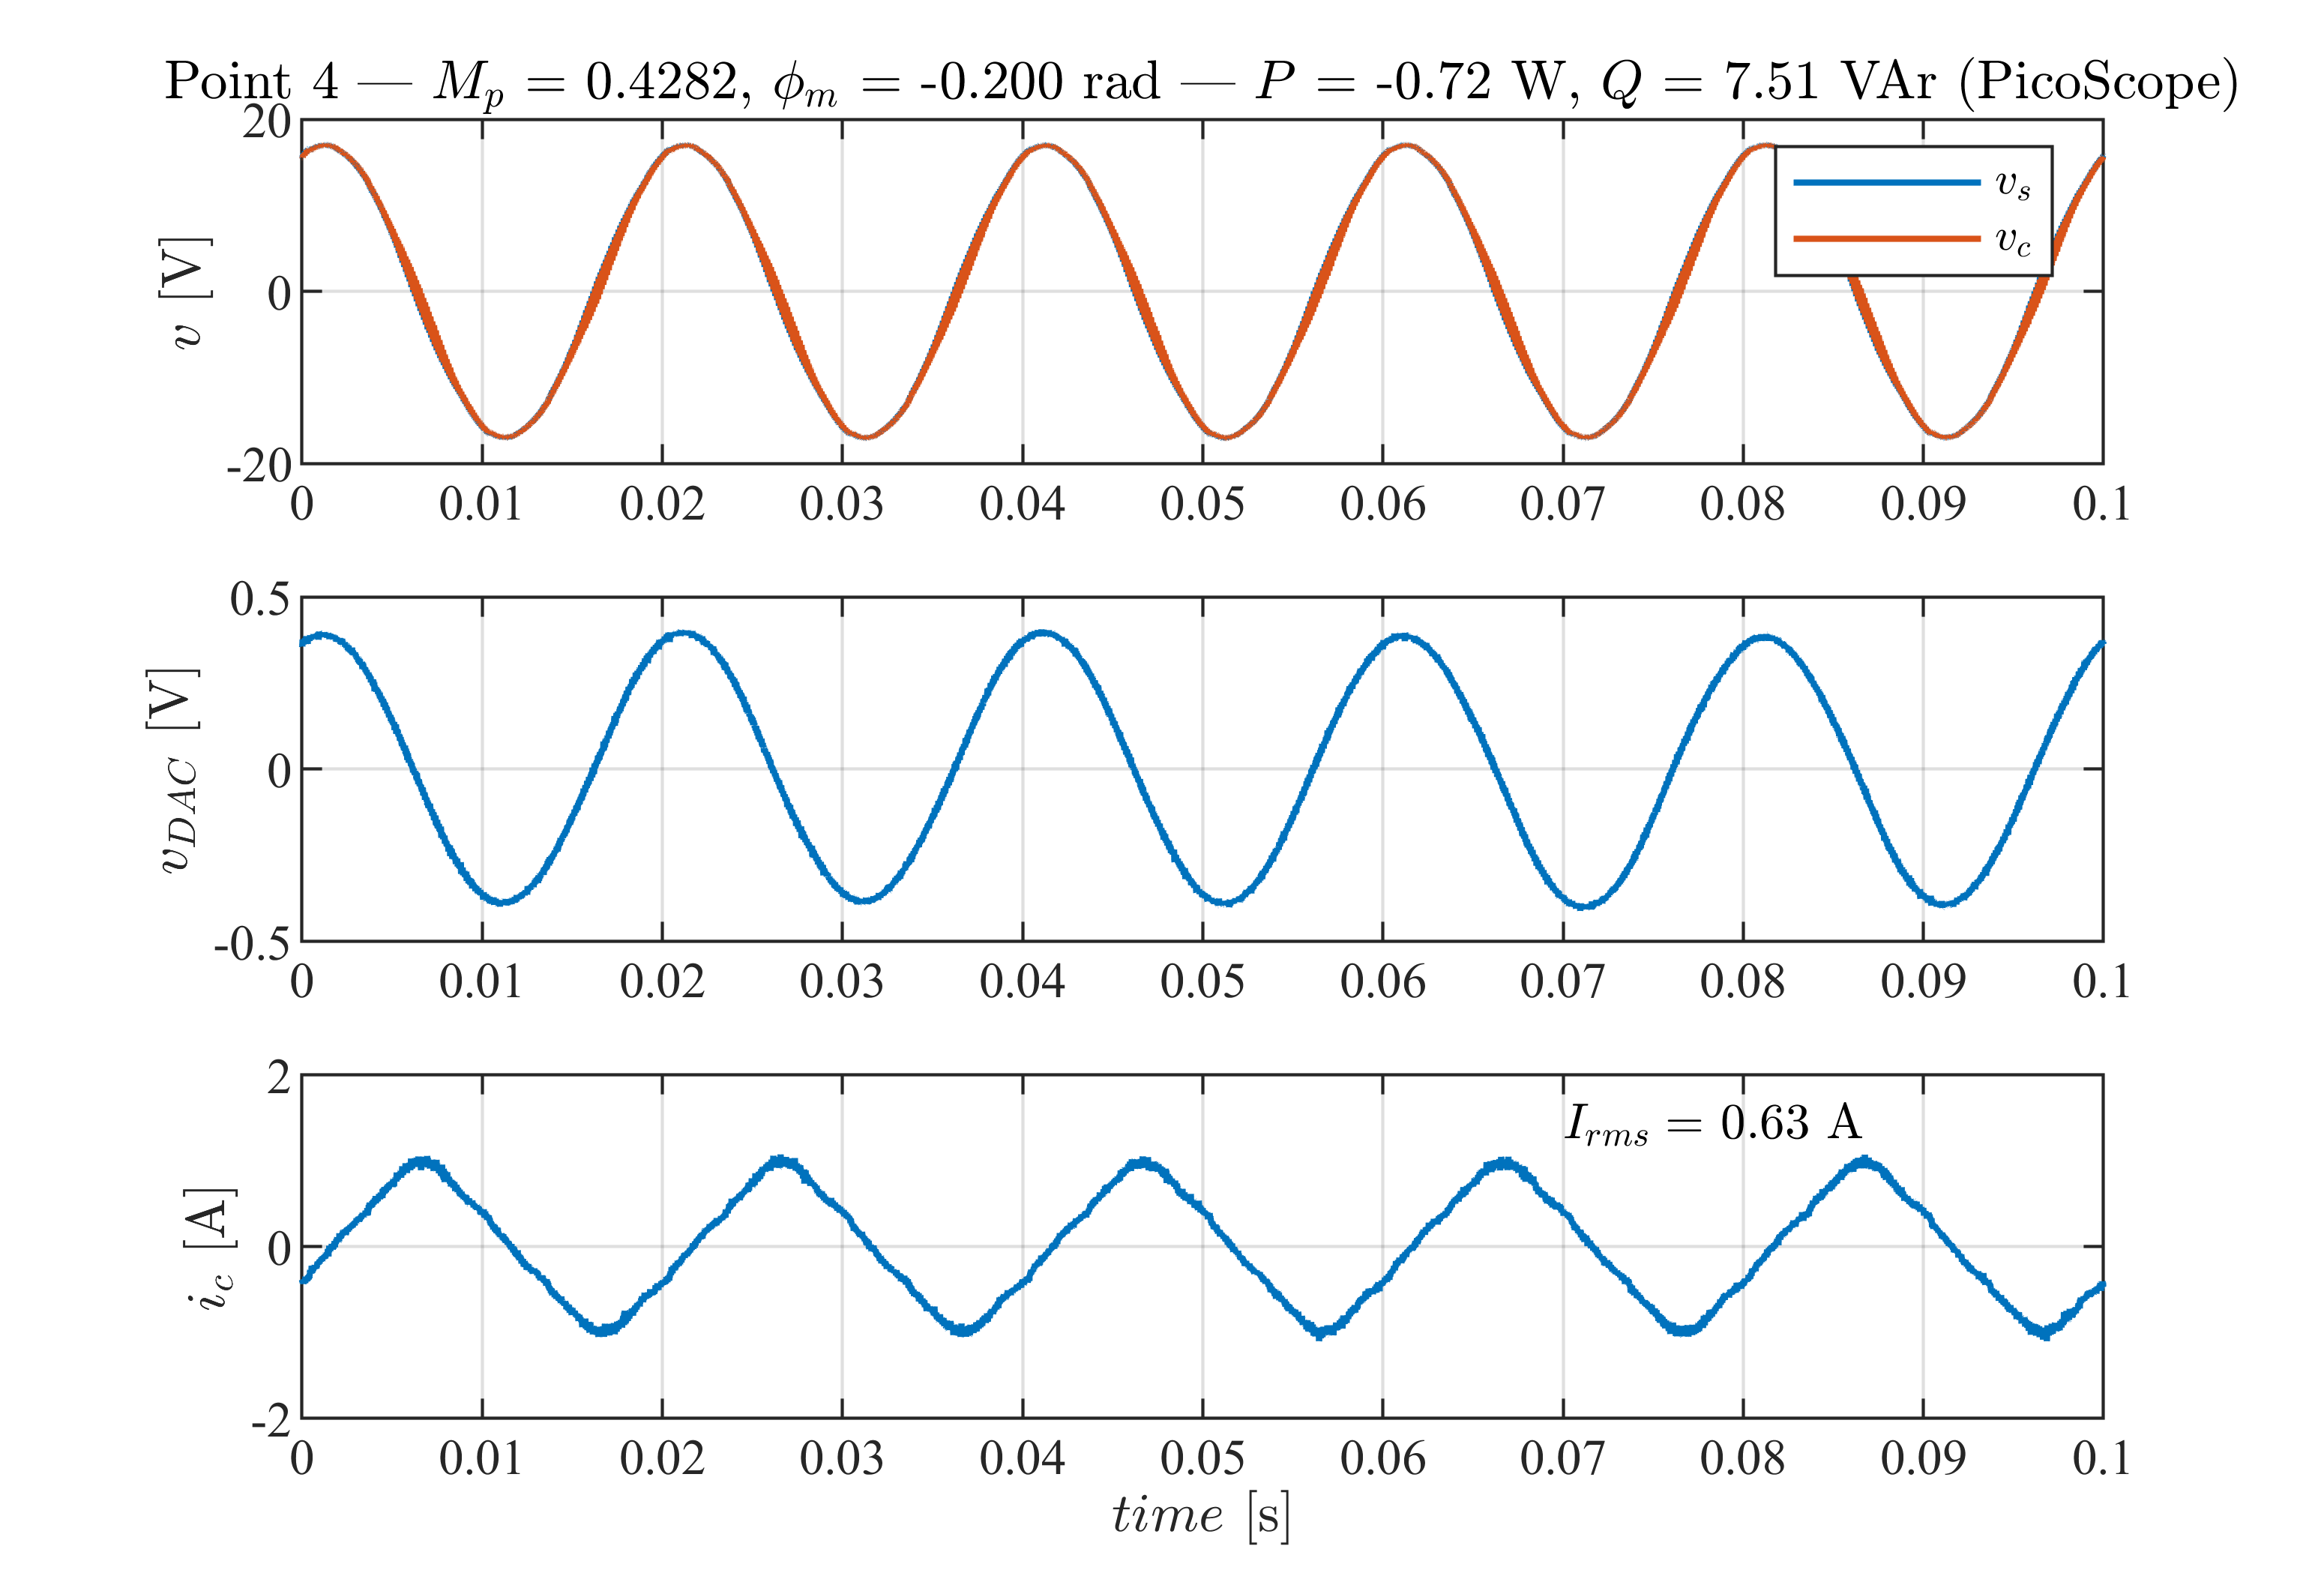 Point 4 — M_p = 0.4282, ϕ_m = -0.200 rad — P = -0.72 W, Q = 7.51 VAr (PicoScope)
20
0
-20
v [V]
v_s
v_c
0 0.01 0.02 0.03 0.04 0.05 0.06 0.07 0.08 0.09 0.1
0.5
0
-0.5
v_DAC [V]
0 0.01 0.02 0.03 0.04 0.05 0.06 0.07 0.08 0.09 0.1
2
0
-2
i_c [A]
I_rms = 0.63 A
0 0.01 0.02 0.03 0.04 0.05 0.06 0.07 0.08 0.09 0.1
time [s]